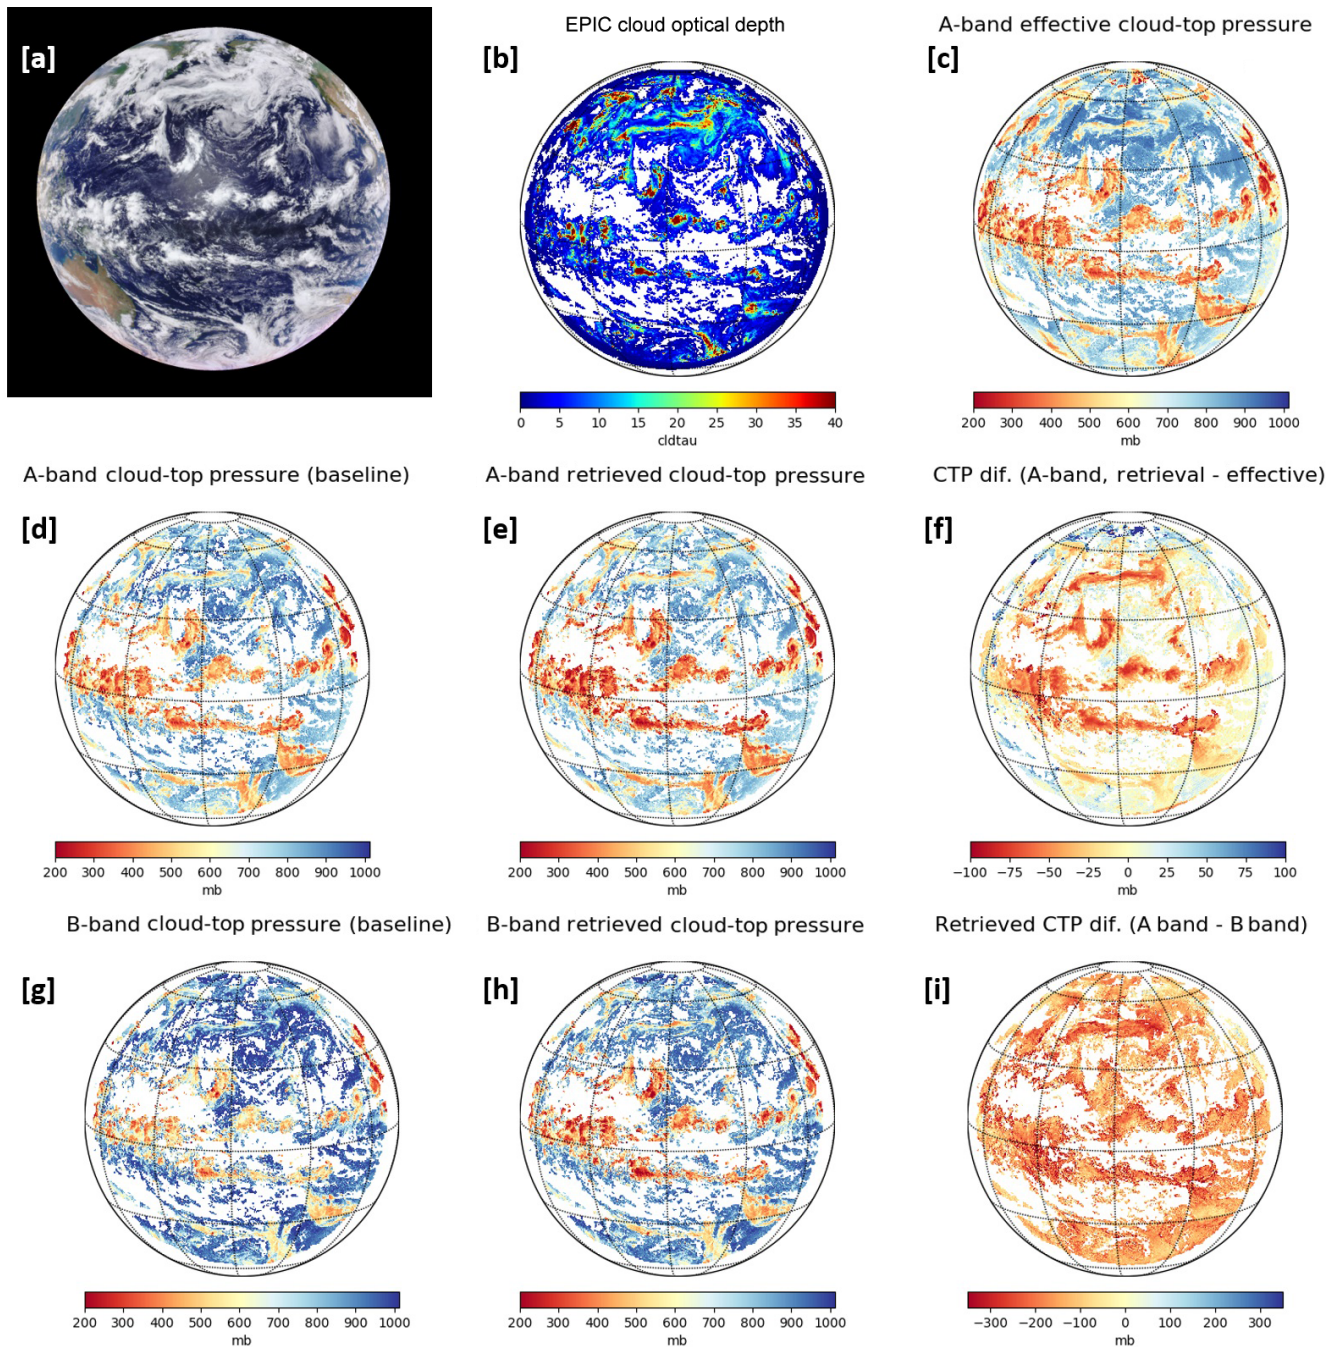 [a]
EPIC cloud optical depth
[b]
0 5 10 15 20 25 30 35 40
cldtau
A-band effective cloud-top pressure
[c]
200 300 400 500 600 700 800 900 1000
mb
A-band cloud-top pressure (baseline)
[d]
200 300 400 500 600 700 800 900 1000
mb
A-band retrieved cloud-top pressure
[e]
200 300 400 500 600 700 800 900 1000
mb
CTP dif. (A-band, retrieval - effective)
[f]
−100 −75 −50 −25 0 25 50 75 100
mb
B-band cloud-top pressure (baseline)
[g]
200 300 400 500 600 700 800 900 1000
mb
B-band retrieved cloud-top pressure
[h]
200 300 400 500 600 700 800 900 1000
mb
Retrieved CTP dif. (A band - B band)
[i]
−300 −200 −100 0 100 200 300
mb